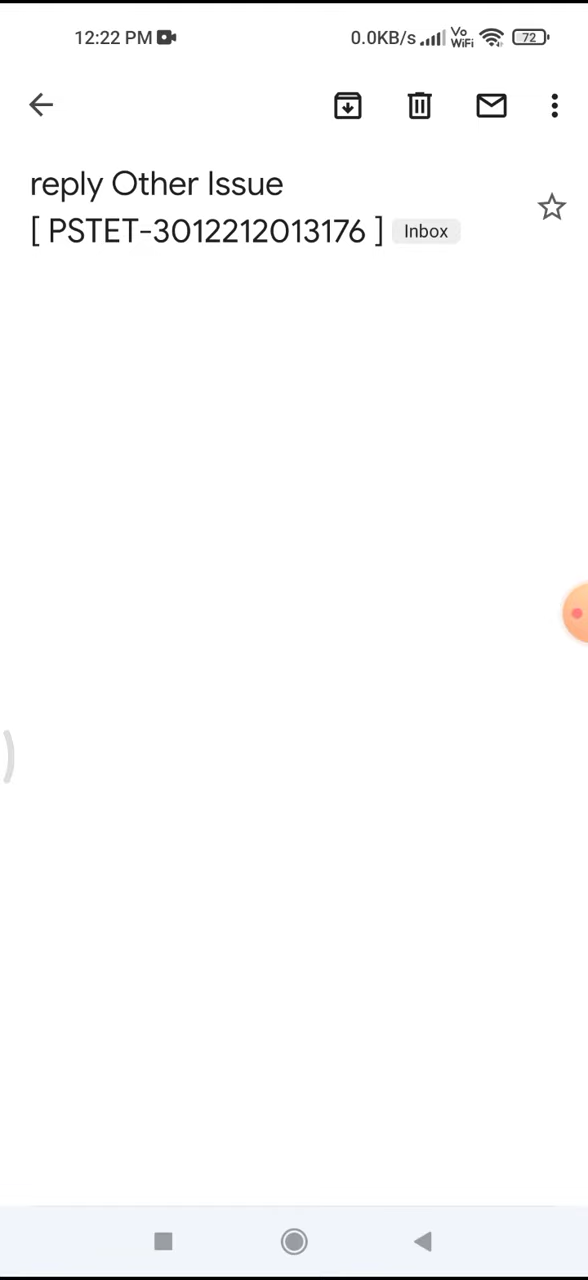 12:22 PM 0.0KB/s Vo WiFi 72
reply Other Issue
[ PSTET-3012212013176 ] Inbox